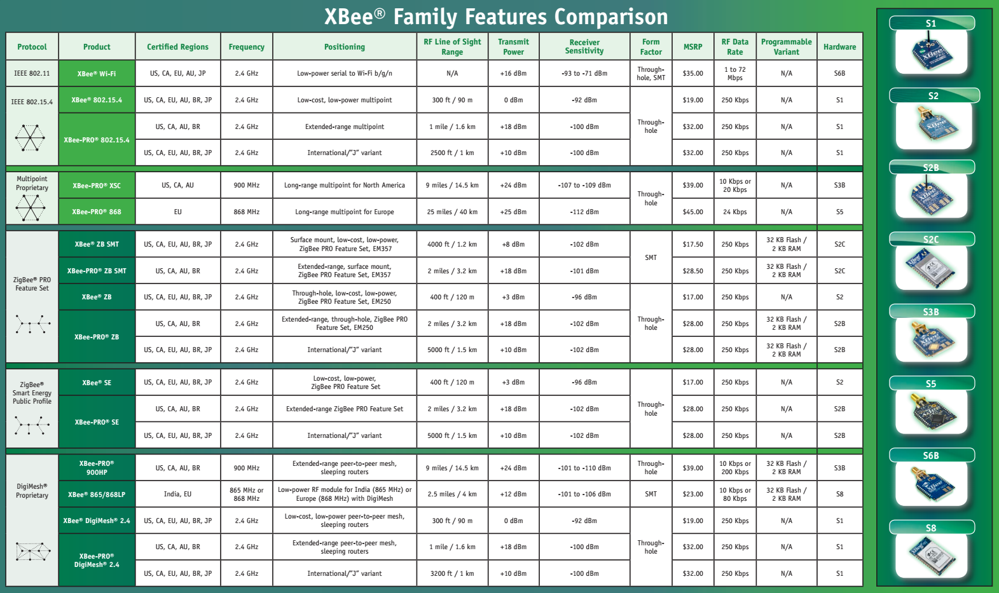 XBee® Family Features Comparison
Protocol Product Certified Regions Frequency Positioning RF Line of Sight Range Transmit Power Receiver Sensitivity Form Factor MSRP RF Data Rate Programmable Variant Hardware
IEEE 802.11 XBee® Wi-Fi US, CA, EU, AU, JP 2.4 GHz Low-power serial to Wi-Fi b/g/n N/A +16 dBm -93 to -71 dBm Through-hole, SMT $35.00 1 to 72 Mbps N/A S6B
IEEE 802.15.4 XBee® 802.15.4 US, CA, EU, AU, BR, JP 2.4 GHz Low-cost, low-power multipoint 300 ft / 90 m 0 dBm -92 dBm Through-hole $19.00 250 Kbps N/A S1
XBee-PRO® 802.15.4 US, CA, AU, BR 2.4 GHz Extended-range multipoint 1 mile / 1.6 km +18 dBm -100 dBm $32.00 250 Kbps N/A S1
US, CA, EU, AU, BR, JP 2.4 GHz International/"J" variant 2500 ft / 1 km +10 dBm -100 dBm $32.00 250 Kbps N/A S1
Multipoint Proprietary XBee-PRO® XSC US, CA, AU 900 MHz Long-range multipoint for North America 9 miles / 14.5 km +24 dBm -107 to -109 dBm Through-hole $39.00 10 Kbps or 20 Kbps N/A S3B
XBee-PRO® 868 EU 868 MHz Long-range multipoint for Europe 25 miles / 40 km +25 dBm -112 dBm $45.00 24 Kbps N/A S5
ZigBee® PRO Feature Set XBee® ZB SMT US, CA, EU, AU, BR, JP 2.4 GHz Surface mount, low-cost, low-power, ZigBee PRO Feature Set, EM357 4000 ft / 1.2 km +8 dBm -102 dBm SMT $17.50 250 Kbps 32 KB Flash / 2 KB RAM S2C
XBee-PRO® ZB SMT US, CA, AU, BR 2.4 GHz Extended-range, surface mount, ZigBee PRO Feature Set, EM357 2 miles / 3.2 km +18 dBm -101 dBm $28.50 250 Kbps 32 KB Flash / 2 KB RAM S2C
XBee® ZB US, CA, EU, AU, BR, JP 2.4 GHz Through-hole, low-cost, low-power, ZigBee PRO Feature Set, EM250 400 ft / 120 m +3 dBm -96 dBm Through-hole $17.00 250 Kbps N/A S2
XBee-PRO® ZB US, CA, AU, BR 2.4 GHz Extended-range, through-hole, ZigBee PRO Feature Set, EM250 2 miles / 3.2 km +18 dBm -102 dBm $28.00 250 Kbps 32 KB Flash / 2 KB RAM S2B
US, CA, EU, AU, BR, JP 2.4 GHz International/"J" variant 5000 ft / 1.5 km +10 dBm -102 dBm $28.00 250 Kbps 32 KB Flash / 2 KB RAM S2B
ZigBee® Smart Energy Public Profile XBee® SE US, CA, EU, AU, BR, JP 2.4 GHz Low-cost, low-power, ZigBee PRO Feature Set 400 ft / 120 m +3 dBm -96 dBm Through-hole $17.00 250 Kbps N/A S2
XBee-PRO® SE US, CA, AU, BR 2.4 GHz Extended-range ZigBee PRO Feature Set 2 miles / 3.2 km +18 dBm -102 dBm $28.00 250 Kbps N/A S2B
US, CA, EU, AU, BR, JP 2.4 GHz International/"J" variant 5000 ft / 1.5 km +10 dBm -102 dBm $28.00 250 Kbps N/A S2B
DigiMesh® Proprietary XBee-PRO® 900HP US, CA, AU, BR 900 MHz Extended-range peer-to-peer mesh, sleeping routers 9 miles / 14.5 km +24 dBm -101 to -110 dBm Through-hole $39.00 10 Kbps or 200 Kbps 32 KB Flash / 2 KB RAM S3B
XBee® 865/868LP India, EU 865 MHz or 868 MHz Low-power RF module for India (865 MHz) or Europe (868 MHz) with DigiMesh 2.5 miles / 4 km +12 dBm -101 to -106 dBm SMT $23.00 10 Kbps or 80 Kbps 32 KB Flash / 2 KB RAM S8
XBee® DigiMesh® 2.4 US, CA, EU, AU, BR, JP 2.4 GHz Low-cost, low-power peer-to-peer mesh, sleeping routers 300 ft / 90 m 0 dBm -92 dBm Through-hole $19.00 250 Kbps N/A S1
XBee-PRO® DigiMesh® 2.4 US, CA, AU, BR 2.4 GHz Extended-range peer-to-peer mesh, sleeping routers 1 mile / 1.6 km +18 dBm -100 dBm $32.00 250 Kbps N/A S1
US, CA, EU, AU, BR, JP 2.4 GHz International/"J" variant 3200 ft / 1 km +10 dBm -100 dBm $32.00 250 Kbps N/A S1
S1
S2
S2B
S2C
S3B
S5
S6B
S8